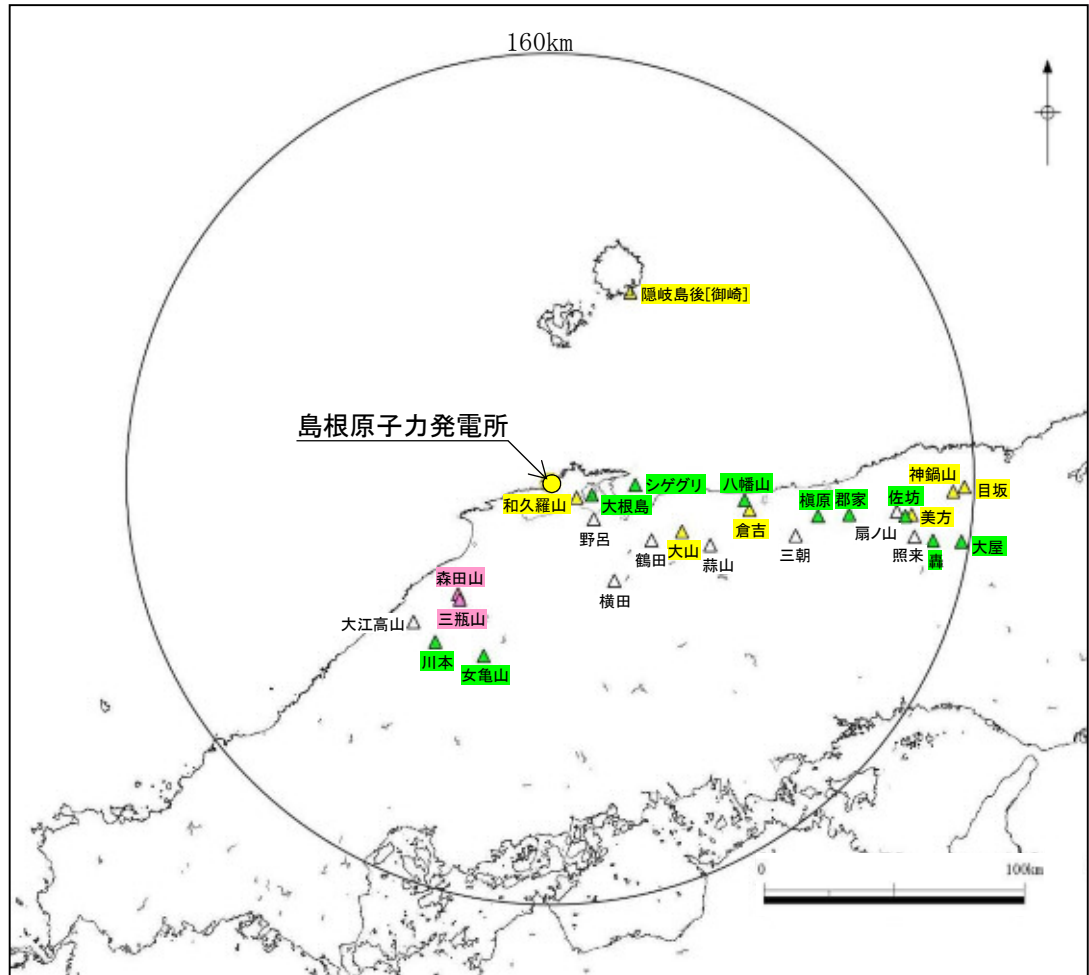 160km
隠岐島後[御崎]
島根原子力発電所
シゲグリ
八幡山
神鍋山
目坂
和久羅山
大根島
槇原
郡家
佐坊
倉吉
美方
野呂
扇ノ山
鶴田
大山
蒜山
三朝
照来
轟
大屋
横田
森田山
三瓶山
大江高山
川本
女亀山
0
100km